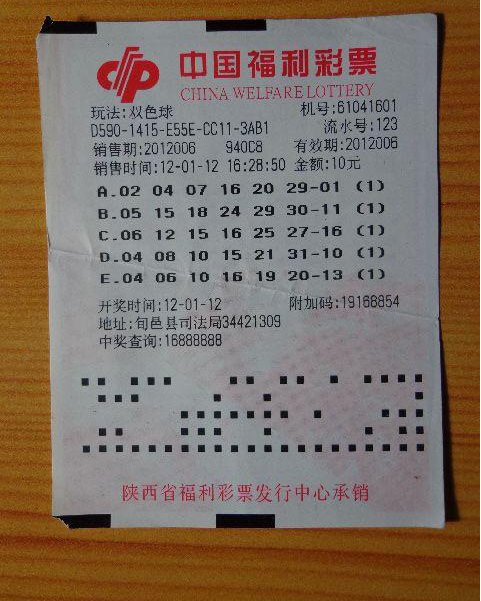 中国福利彩票
CHINA WELFARE LOTTERY
玩法:双色球 机号:61041601
D590-1415-E55E-CC11-3AB1 流水号:123
销售期:2012006 940C8 有效期:2012006
销售时间:12-01-12 16:28:50 金额:10元
A.02 04 07 16 20 29-01 (1)
B.05 15 18 24 29 30-11 (1)
C.06 12 15 16 25 27-16 (1)
D.04 08 10 15 21 31-10 (1)
E.04 06 10 16 19 20-13 (1)
开奖时间:12-01-12 附加码:19168854
地址:旬邑县司法局34421309
中奖查询:16888888
陕西省福利彩票发行中心承销